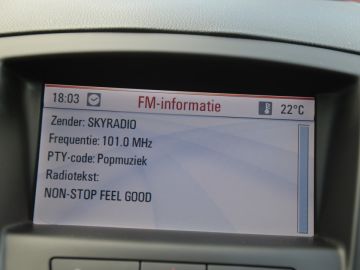 18:03 FM-informatie 22°C
Zender: SKYRADIO
Frequentie: 101.0 MHz
PTY-code: Popmuziek
Radiotekst:
NON-STOP FEEL GOOD